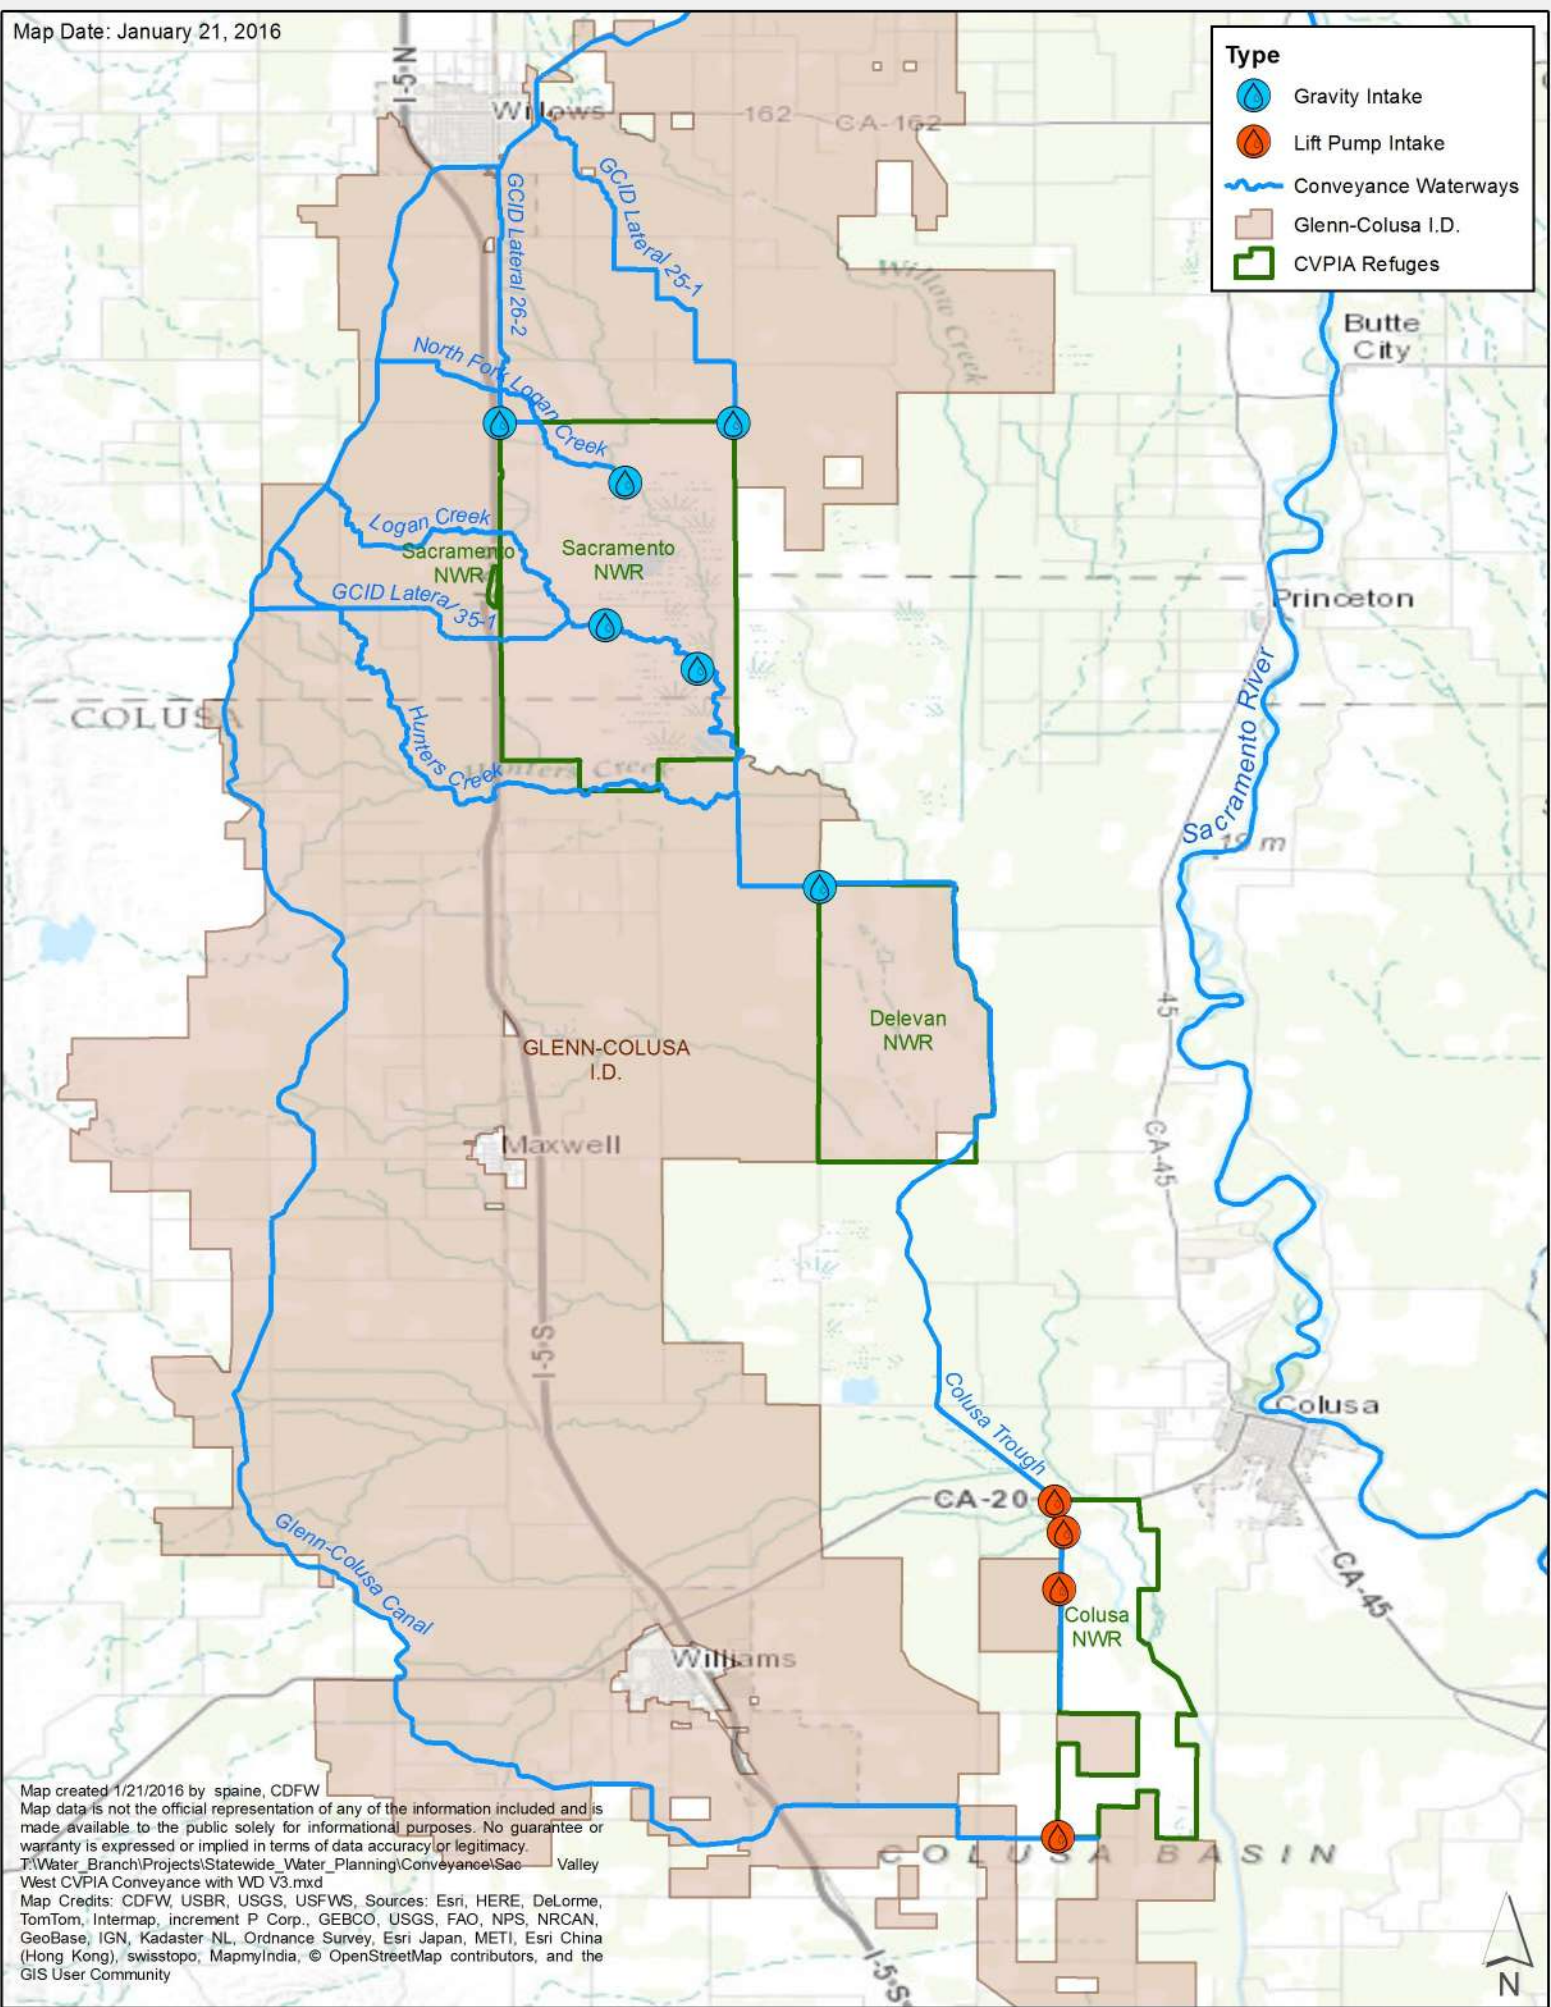 Map Date: January 21, 2016
Type
Gravity Intake
Lift Pump Intake
Conveyance Waterways
Glenn-Colusa I.D.
CVPIA Refuges
I-5-N
Willows
162
CA-162
GCID Lateral 26-2
GCID Lateral 25-1
Willow Creek
Butte
City
North Fork Logan Creek
Logan Creek
Sacramento
NWR
Sacramento
NWR
GCID Lateral 35-1
Princeton
Sacramento River
COLUSA
Hunters Creek
Hunters Creek
19 m
Delevan
NWR
45
GLENN-COLUSA
I.D.
Maxwell
CA-45
I-5-S
Colusa Trough
Colusa
CA-20
Glenn-Colusa Canal
CA-45
Colusa
NWR
Williams
COLUSA BASIN
I-5-S
Map created 1/21/2016 by spaine, CDFW
Map data is not the official representation of any of the information included and is
made available to the public solely for informational purposes. No guarantee or
warranty is expressed or implied in terms of data accuracy or legitimacy.
T:\Water_Branch\Projects\Statewide_Water_Planning\Conveyance\Sac Valley
West CVPIA Conveyance with WD V3.mxd
Map Credits: CDFW, USBR, USGS, USFWS, Sources: Esri, HERE, DeLorme,
TomTom, Intermap, increment P Corp., GEBCO, USGS, FAO, NPS, NRCAN,
GeoBase, IGN, Kadaster NL, Ordnance Survey, Esri Japan, METI, Esri China
(Hong Kong), swisstopo, MapmyIndia, © OpenStreetMap contributors, and the
GIS User Community
N